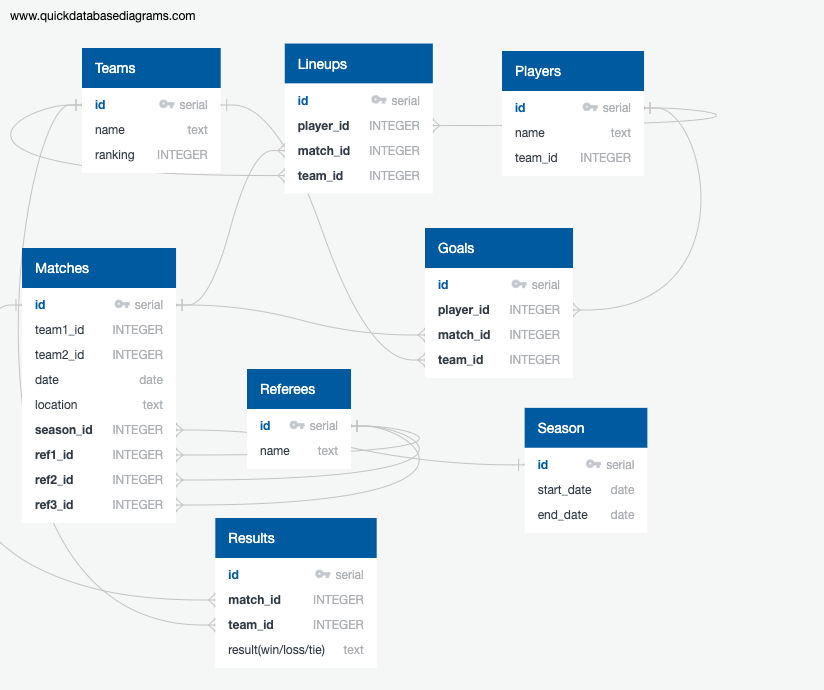 www.quickdatabasediagrams.com
Teams
id serial
name text
ranking INTEGER
Lineups
id serial
player_id INTEGER
match_id INTEGER
team_id INTEGER
Players
id serial
name text
team_id INTEGER
Matches
id serial
team1_id INTEGER
team2_id INTEGER
date date
location text
season_id INTEGER
ref1_id INTEGER
ref2_id INTEGER
ref3_id INTEGER
Goals
id serial
player_id INTEGER
match_id INTEGER
team_id INTEGER
Referees
id serial
name text
Season
id serial
start_date date
end_date date
Results
id serial
match_id INTEGER
team_id INTEGER
result(win/loss/tie) text